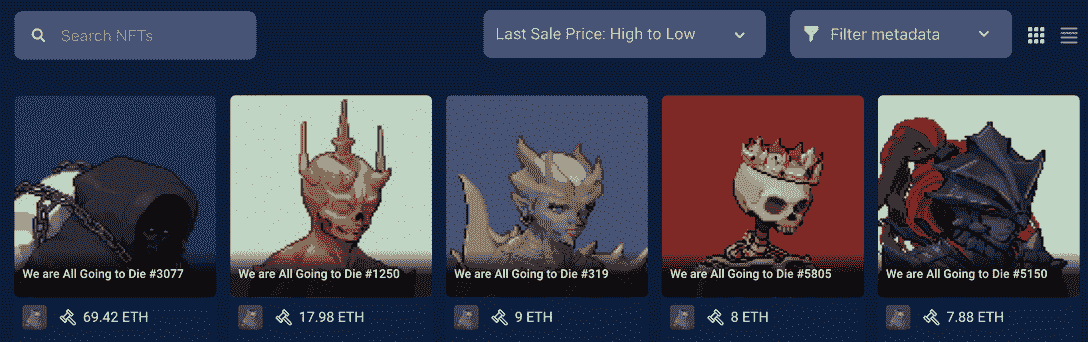 Search NFTs
Last Sale Price: High to Low
Filter metadata
We are All Going to Die #3077
We are All Going to Die #1250
We are All Going to Die #319
We are All Going to Die #5805
We are All Going to Die #5150
69.42 ETH
17.98 ETH
9 ETH
8 ETH
7.88 ETH